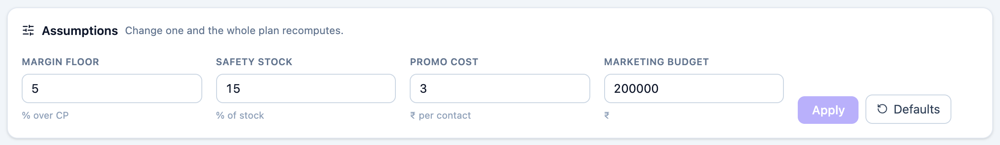 Assumptions Change one and the whole plan recomputes.
MARGIN FLOOR SAFETY STOCK PROMO COST MARKETING BUDGET
5 15 3 200000
% over CP % of stock ₹ per contact ₹ Apply Defaults